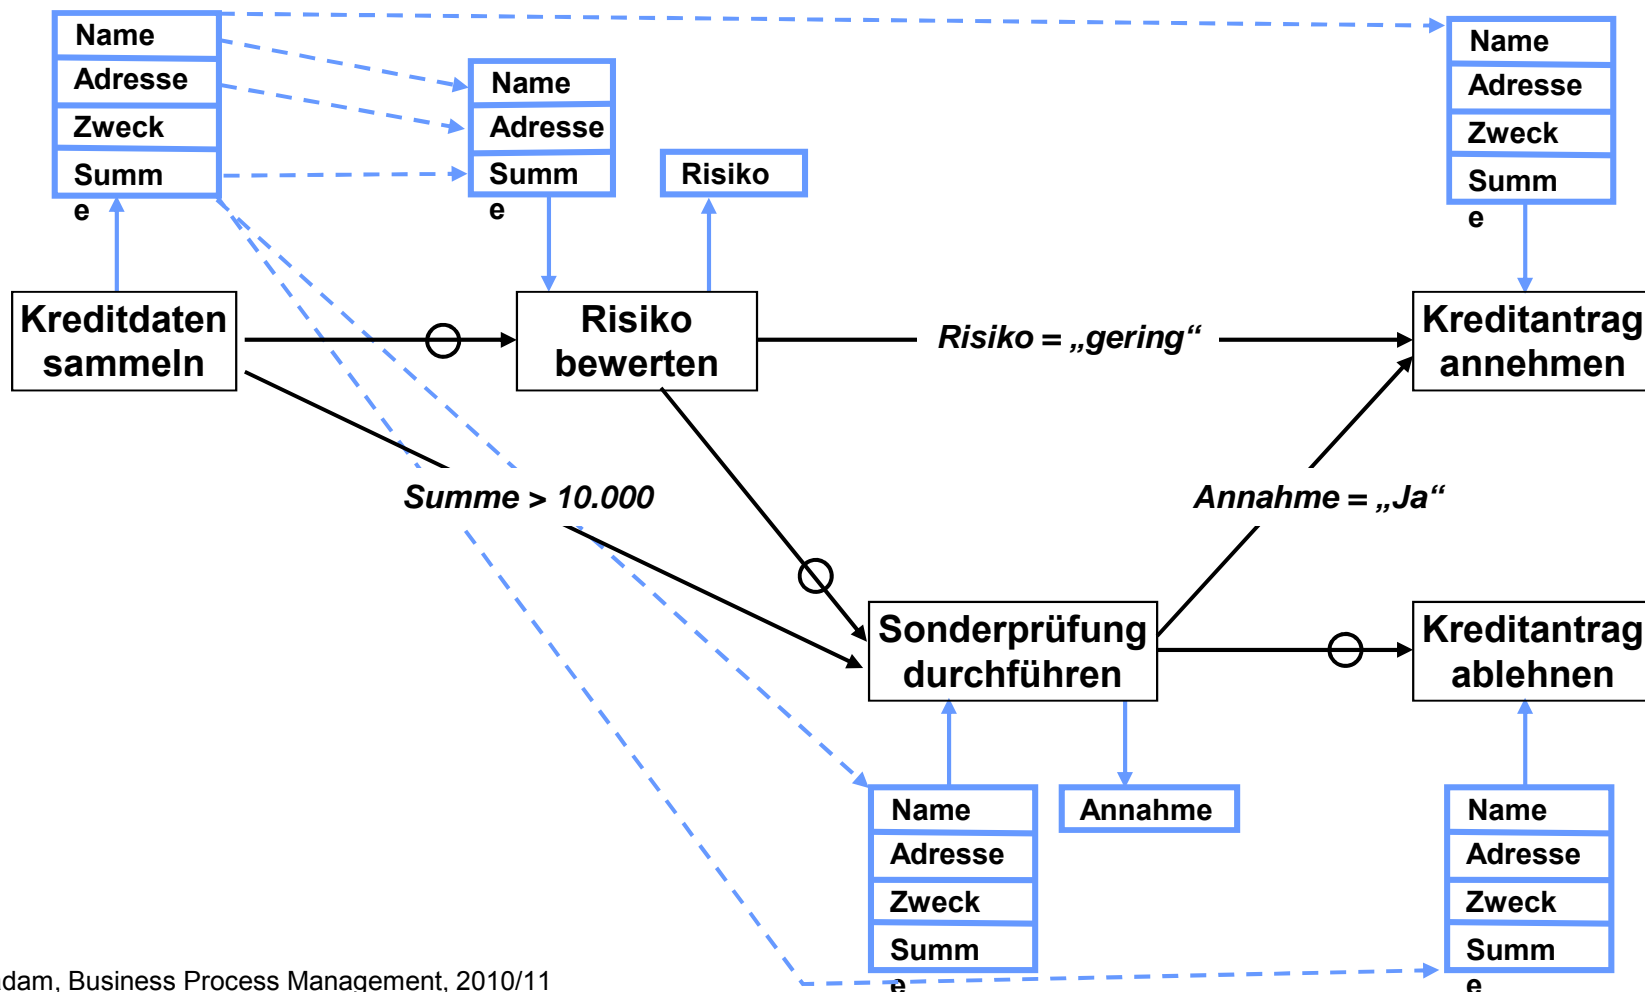 Name
Adresse
Zweck
Summ
e
Name
Adresse
Summ
e
Risiko
Name
Adresse
Zweck
Summ
e
Kreditdaten
sammeln
Risiko
bewerten
Risiko = „gering“
Kreditantrag
annehmen
Summe > 10.000
Annahme = „Ja“
Sonderprüfung
durchführen
Kreditantrag
ablehnen
Name
Adresse
Zweck
Summ
e
Annahme
Name
Adresse
Zweck
Summ
e
dam, Business Process Management, 2010/11